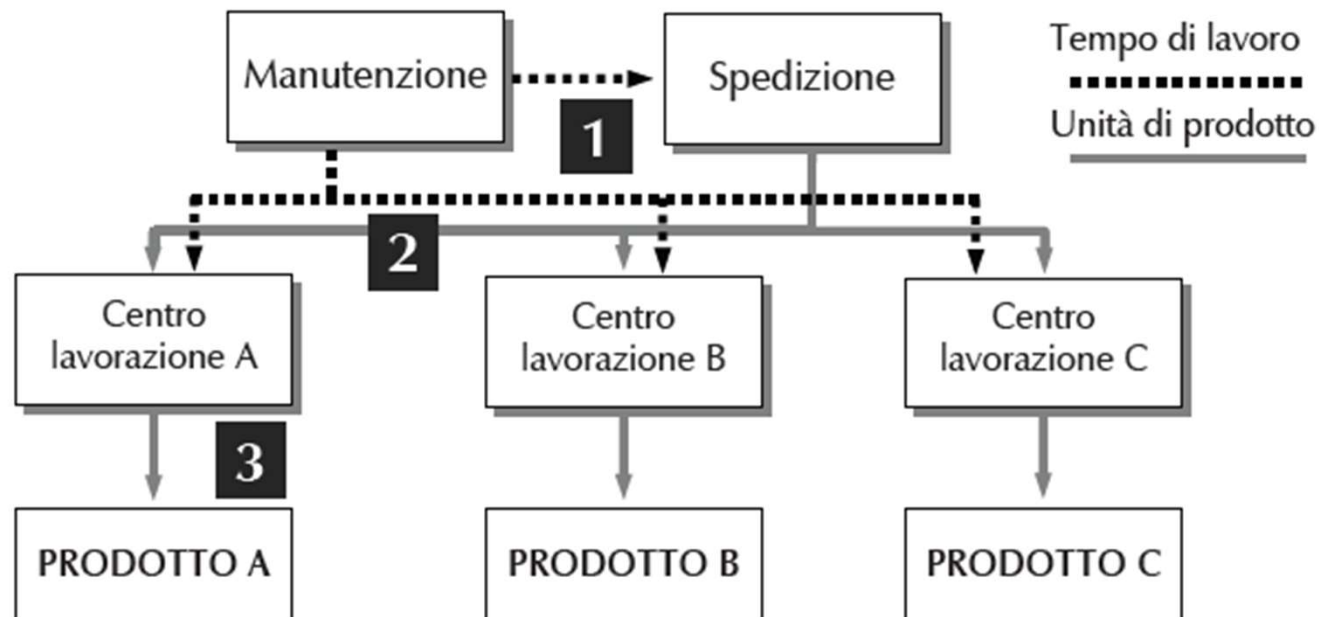 Manutenzione
Spedizione
Tempo di lavoro
Unità di prodotto
1
2
Centro
lavorazione A
Centro
lavorazione B
Centro
lavorazione C
3
PRODOTTO A
PRODOTTO B
PRODOTTO C